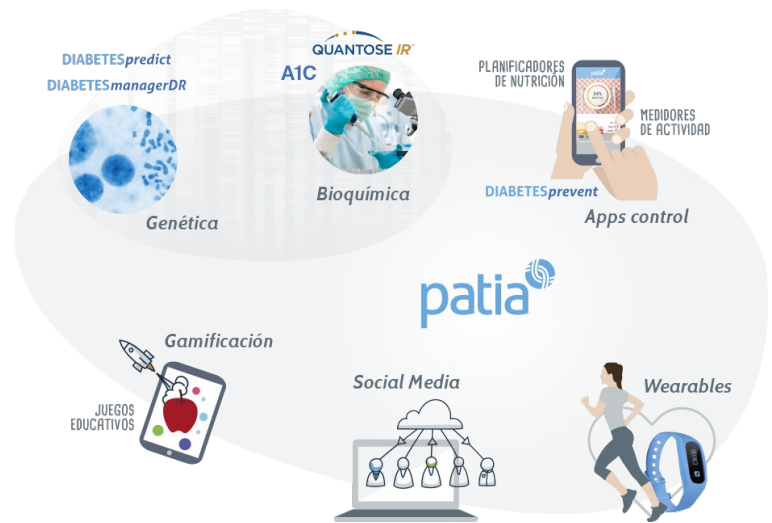 DIABETESpredict
DIABETESmanagerDR
Genética
QUANTOSE IR
A1C
Bioquímica
PLANIFICADORES
DE NUTRICIÓN
patia
MEDIDORES
DE ACTIVIDAD
DIABETESprevent
Apps control
patia
Gamificación
JUEGOS
EDUCATIVOS
Social Media
Wearables